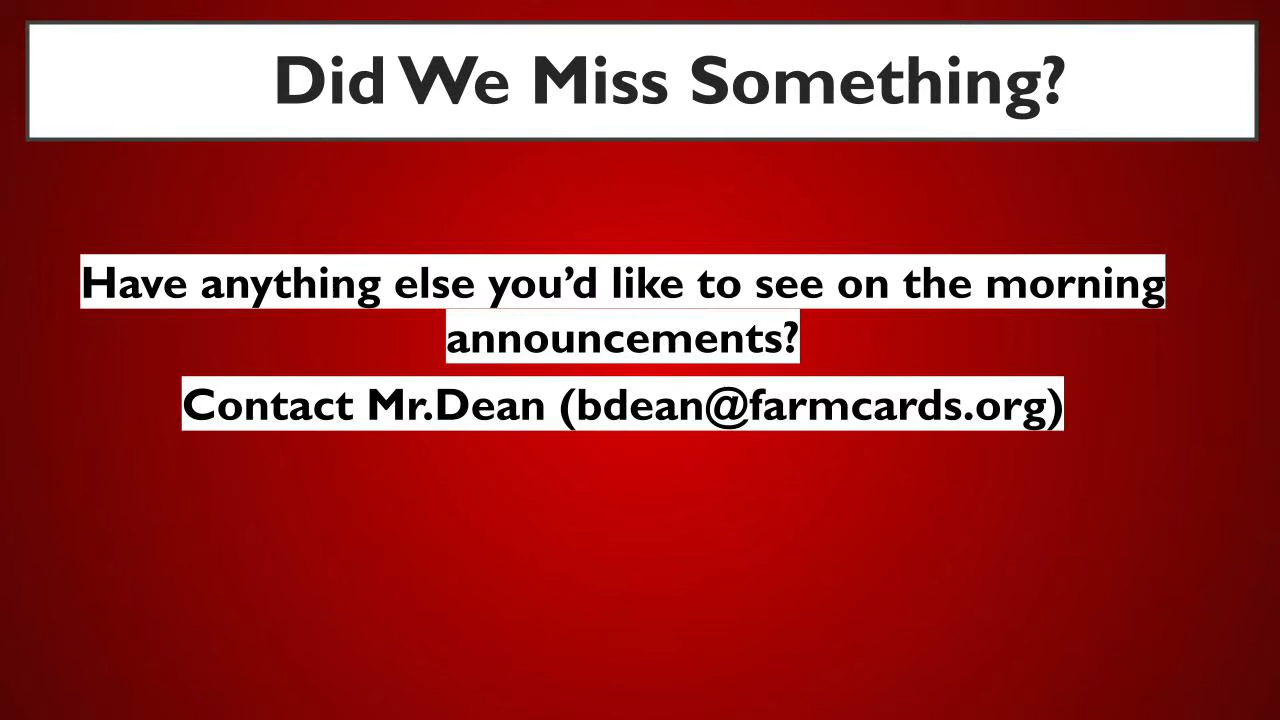 Did We Miss Something?
Have anything else you’d like to see on the morning
announcements?
Contact Mr.Dean (bdean@farmcards.org)